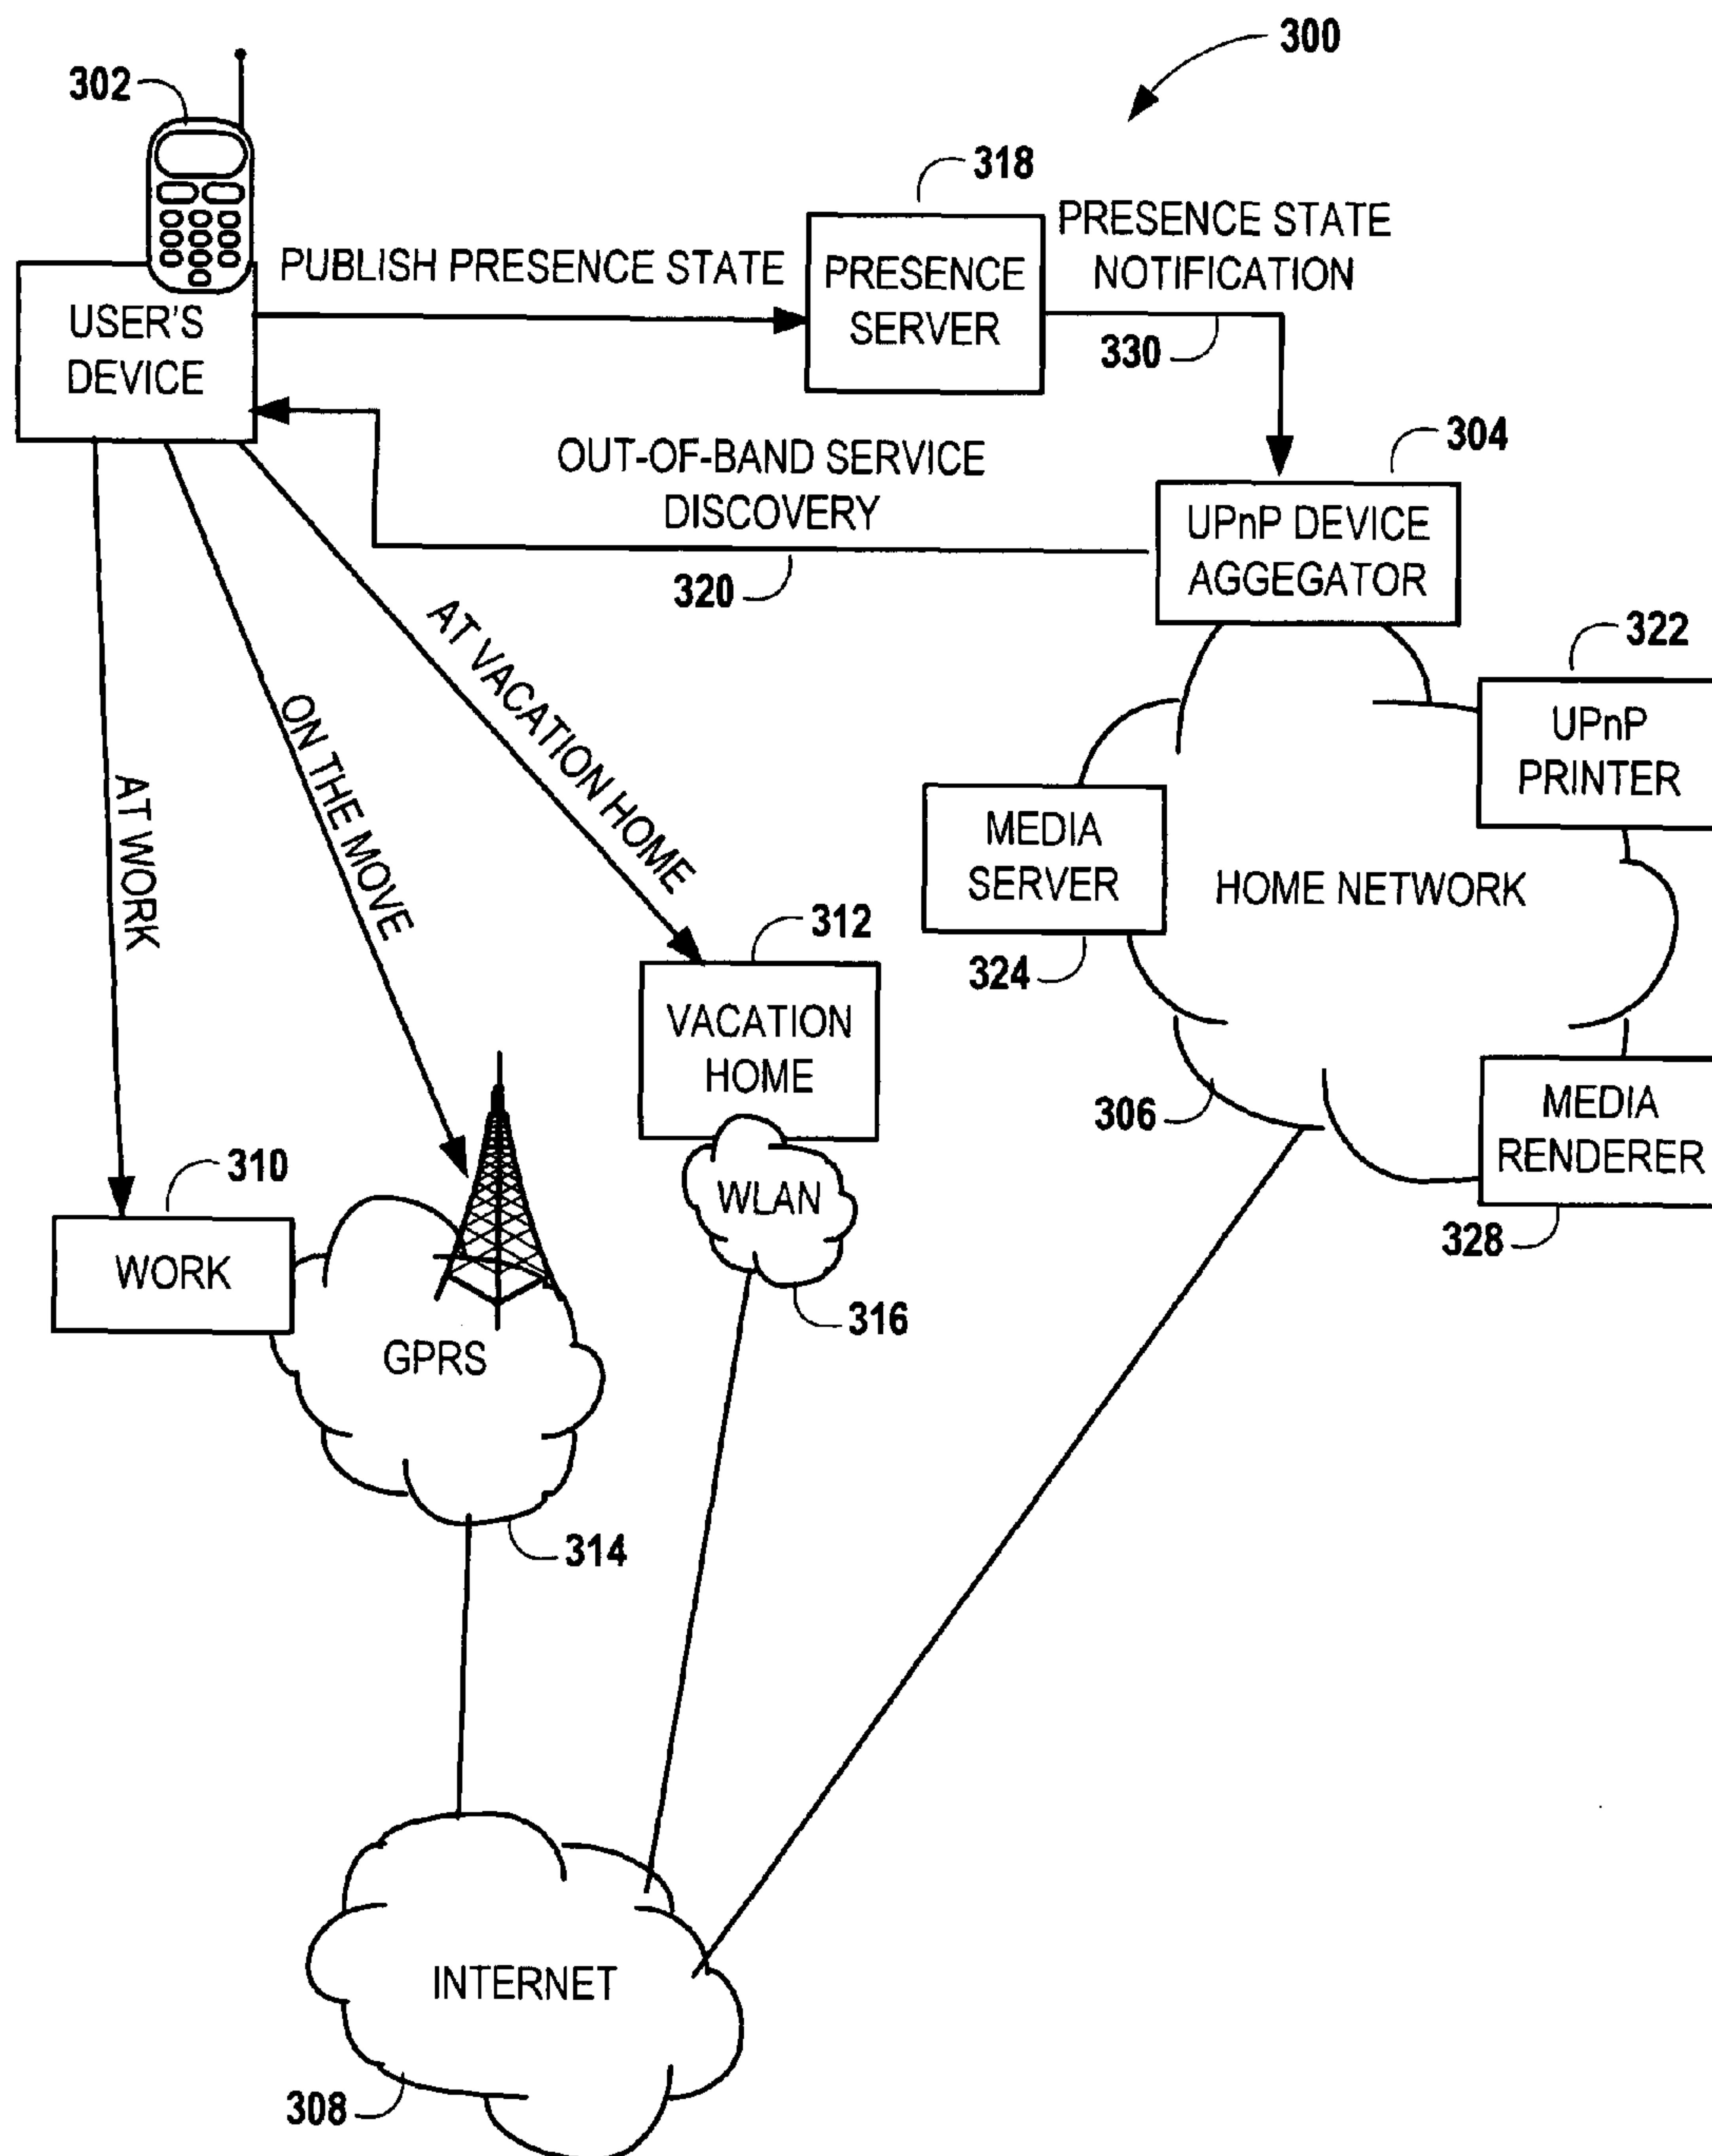 300
302
318
PUBLISH PRESENCE STATE
PRESENCE
SERVER
PRESENCE STATE
NOTIFICATION
330
USER'S
DEVICE
304
OUT-OF-BAND SERVICE
DISCOVERY
320
UPnP DEVICE
AGGEGATOR
322
UPnP
PRINTER
AT WORK
ON THE MOVE
AT VACATION HOME
MEDIA
SERVER
324
HOME NETWORK
312
VACATION
HOME
306
MEDIA
RENDERER
328
310
WORK
WLAN
316
GPRS
314
INTERNET
308